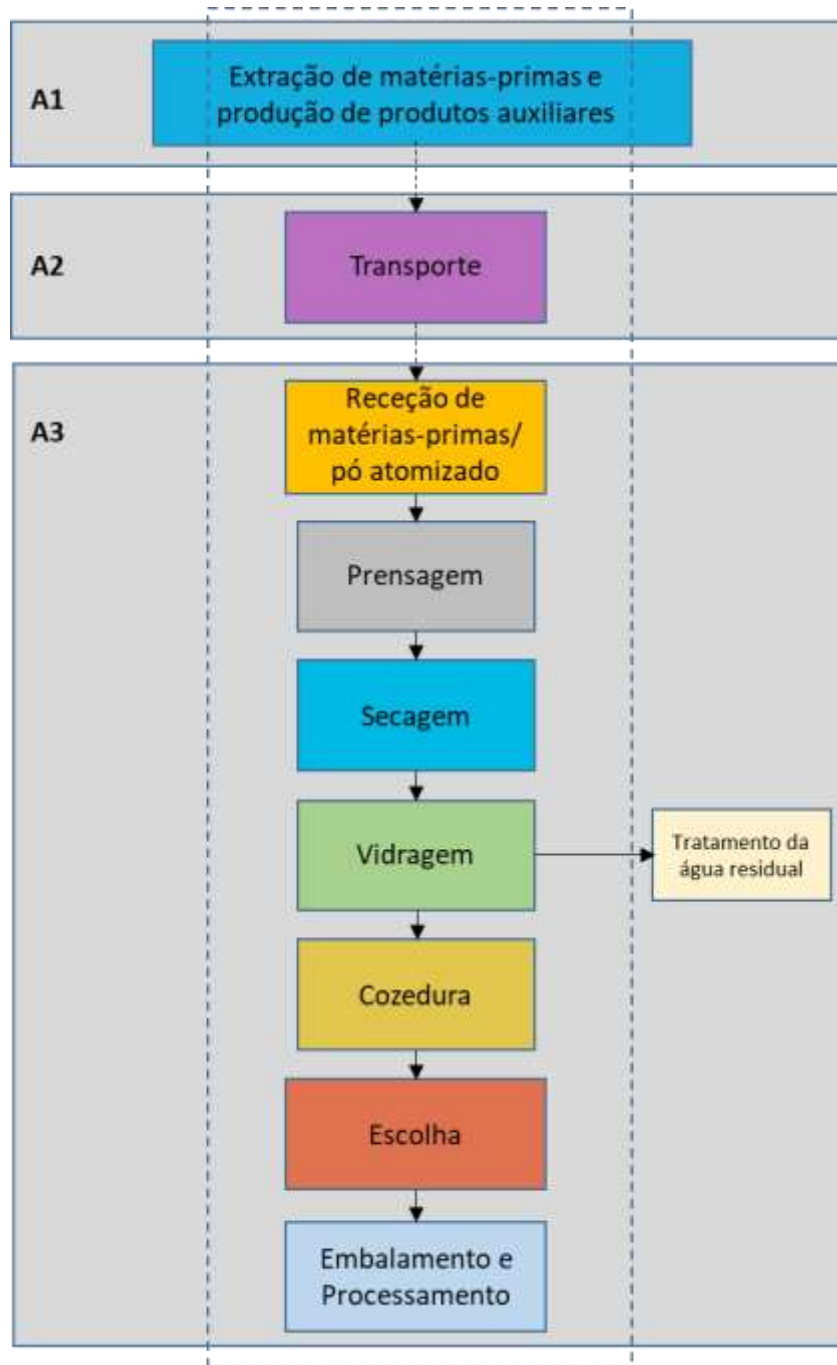 A1
Extração de matérias-primas e
produção de produtos auxiliares
A2
Transporte
A3
Receção de
matérias-primas/
pó atomizado
Prensagem
Secagem
Vidragem
Tratamento da
água residual
Cozedura
Escolha
Embalamento e
Processamento